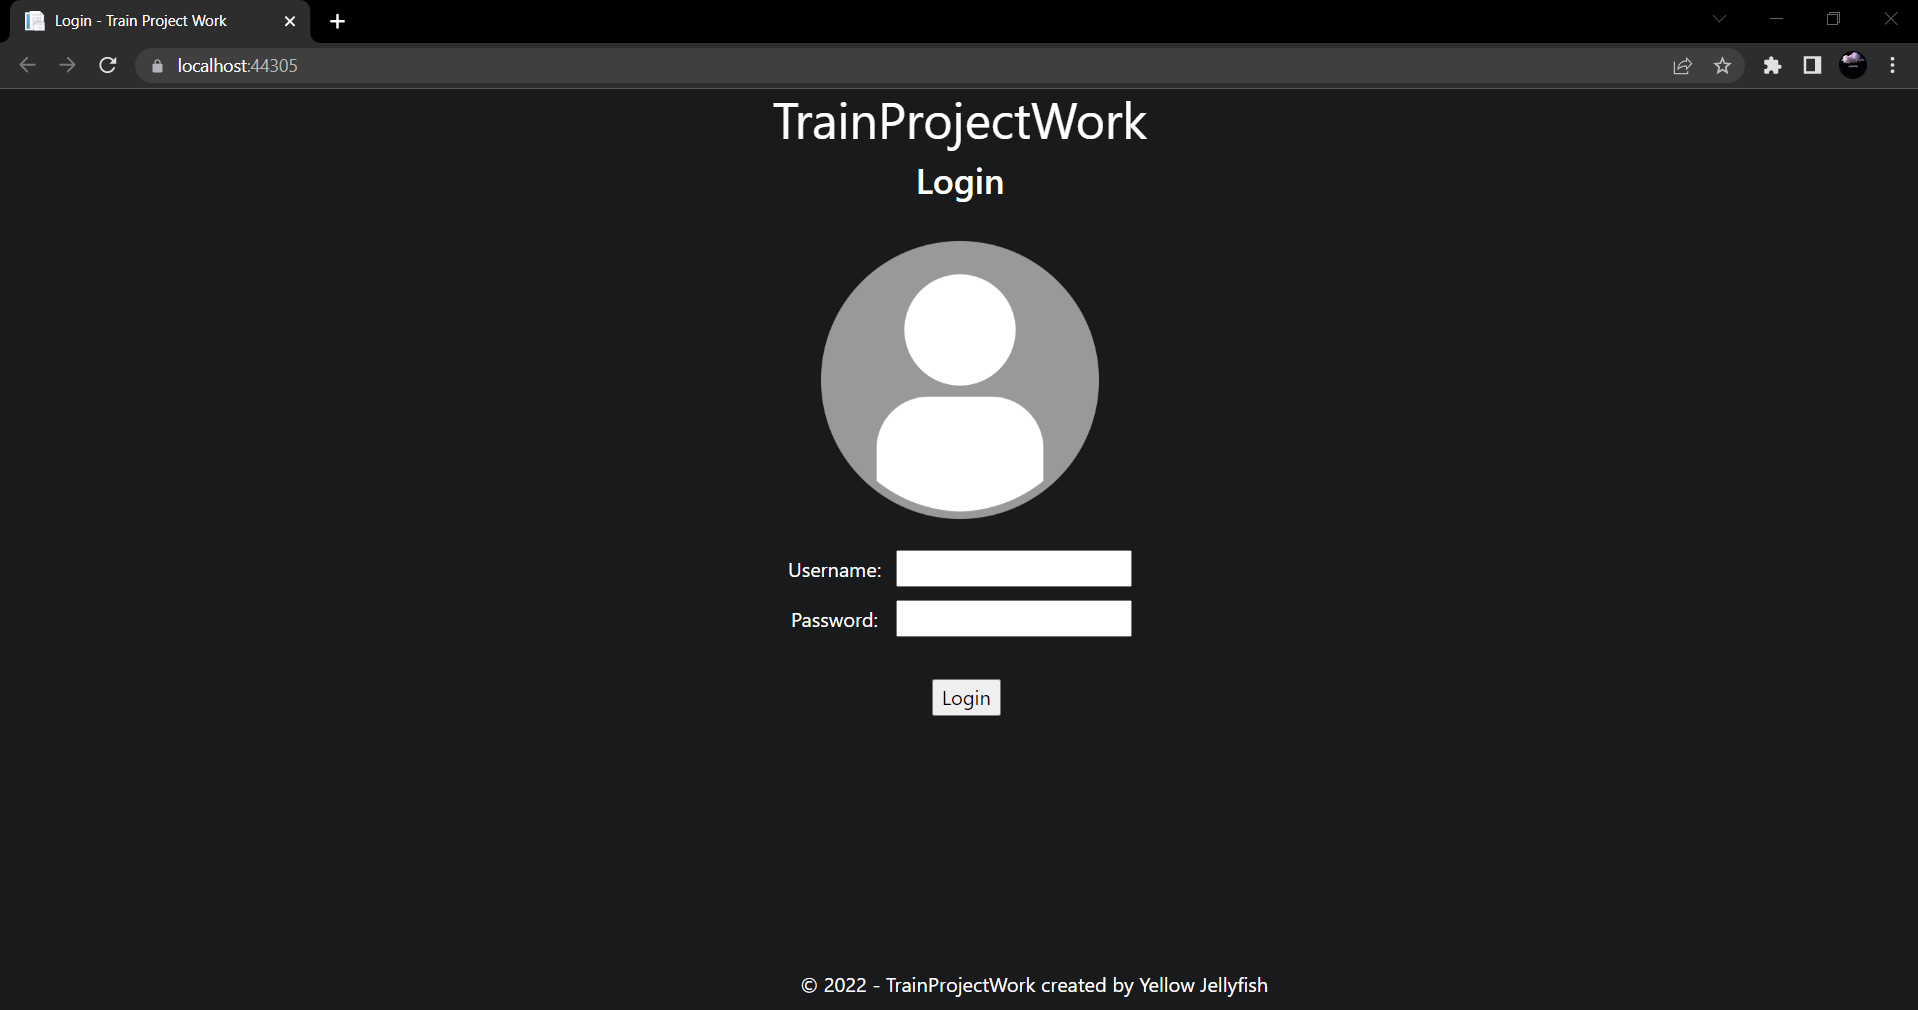 Login - Train Project Work
localhost:44305
TrainProjectWork
Login
Username:
Password:
Login
© 2022 - TrainProjectWork created by Yellow Jellyfish